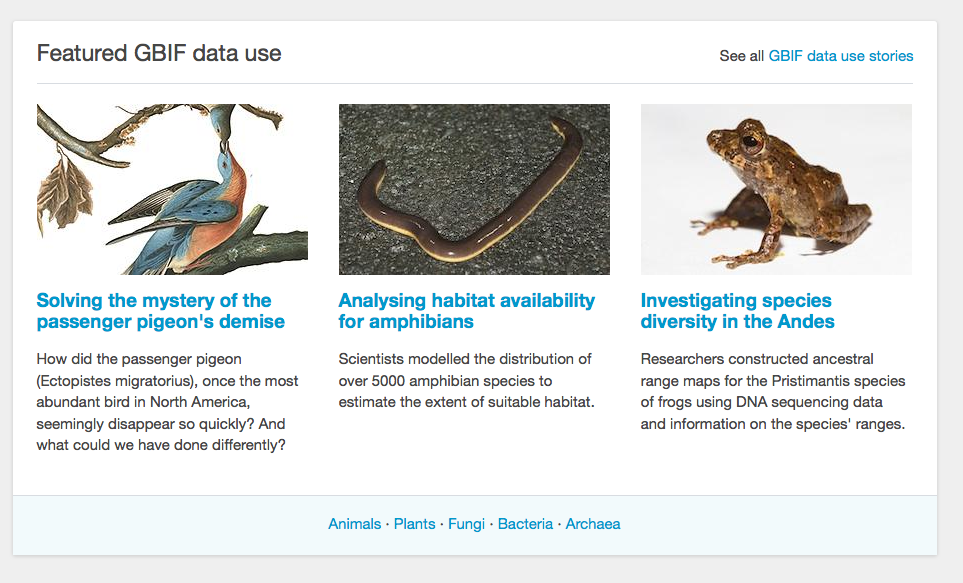 Featured GBIF data use
See all GBIF data use stories
Solving the mystery of the
passenger pigeon's demise
How did the passenger pigeon
(Ectopistes migratorius), once the most
abundant bird in North America,
seemingly disappear so quickly? And
what could we have done differently?
Analysing habitat availability
for amphibians
Scientists modelled the distribution of
over 5000 amphibian species to
estimate the extent of suitable habitat.
Investigating species
diversity in the Andes
Researchers constructed ancestral
range maps for the Pristimantis species
of frogs using DNA sequencing data
and information on the species' ranges.
Animals · Plants · Fungi · Bacteria · Archaea